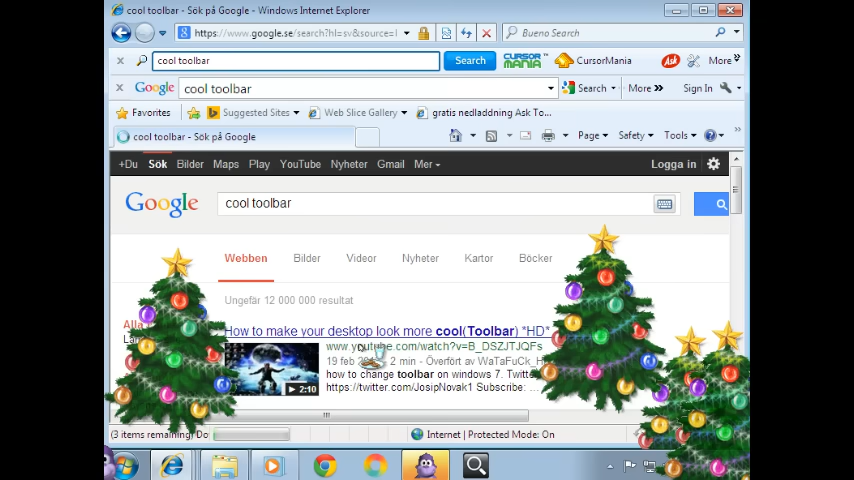 cool toolbar - Sök på Google - Windows Internet Explorer
https://www.google.se/search?hl=sv&source=l
Bueno Search
cool toolbar
Search
CURSOR MANIA
CursorMania
Ask
More
Google
cool toolbar
Search
More
Sign In
Favorites
Suggested Sites
Web Slice Gallery
gratis nedladdning Ask To...
cool toolbar - Sök på Google
Page
Safety
Tools
+Du Sök Bilder Maps Play YouTube Nyheter Gmail Mer
Logga in
Google
cool toolbar
Webben Bilder Videor Nyheter Kartor Böcker
Ungefär 12 000 000 resultat
Alla
How to make your desktop look more cool(Toolbar) *HD*
www.youtube.com/watch?v=B_DSZJTJQFs
19 feb 2 min - Överfört av WaTaFuCk_H
how to change toolbar on windows 7. Twitte
https://twitter.com/JosipNovak1 Subscribe: ...
2:10
(3 items remaining) Do
Internet | Protected Mode: On